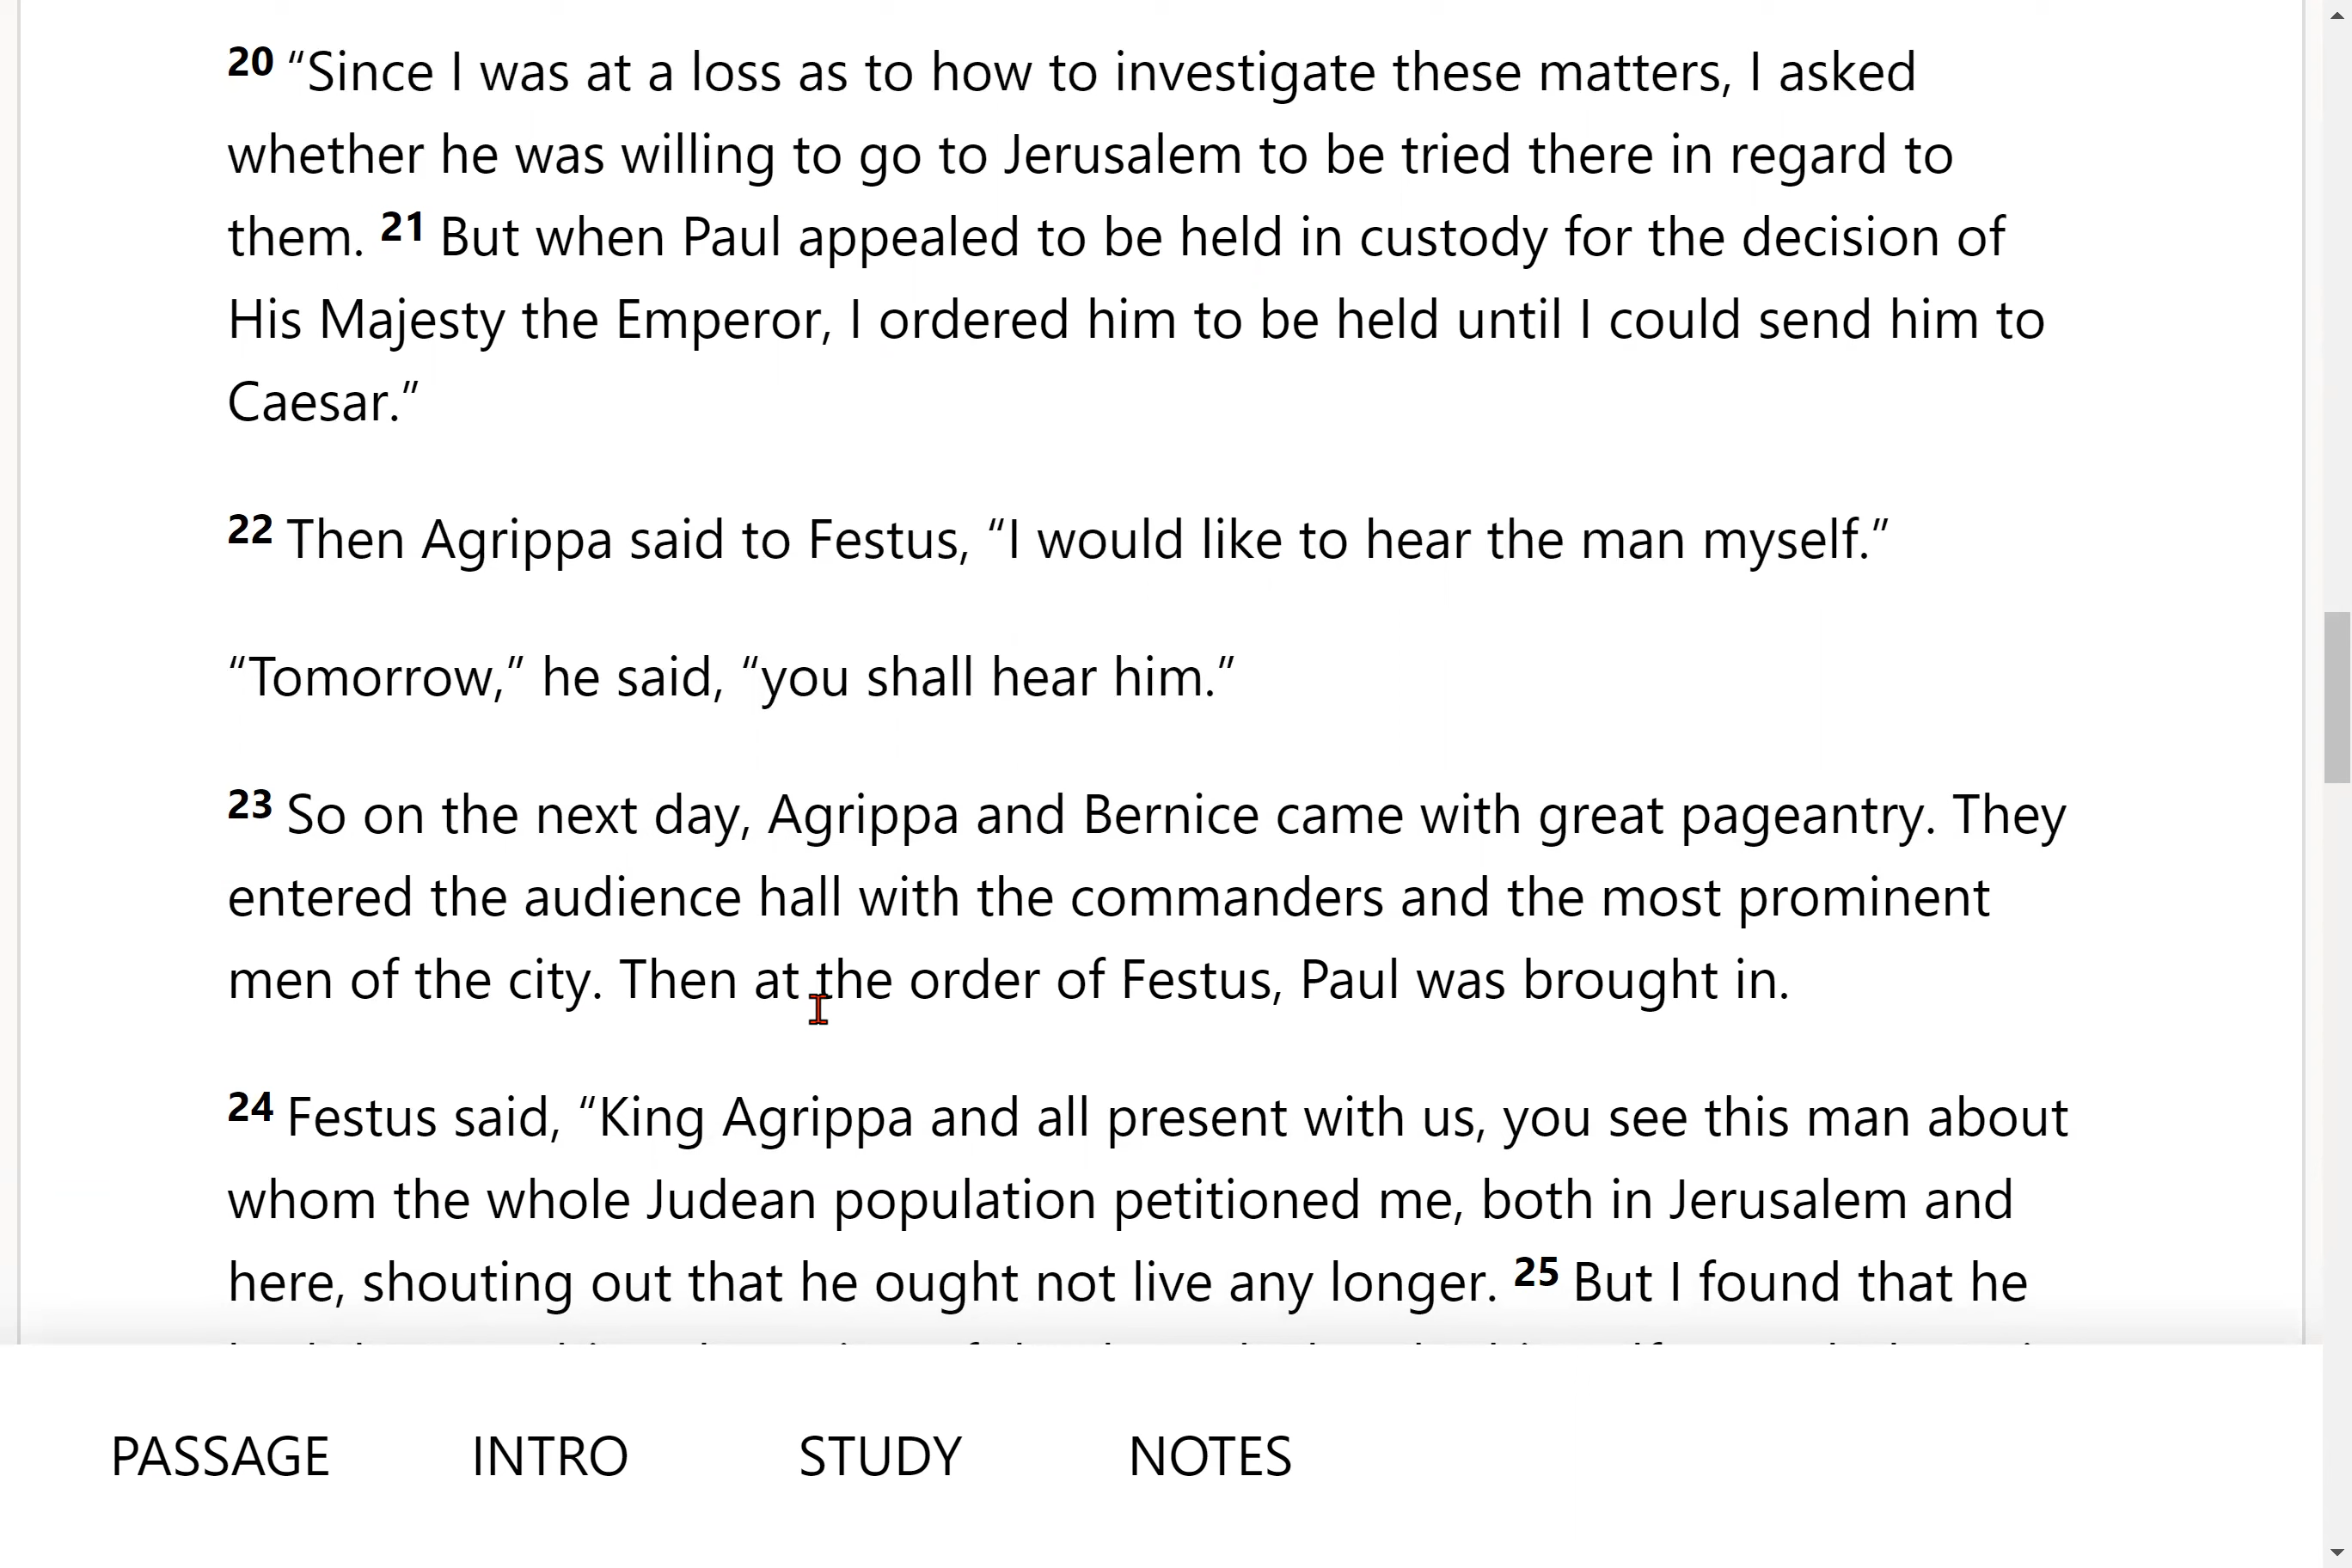 20 “Since I was at a loss as to how to investigate these matters, I asked
whether he was willing to go to Jerusalem to be tried there in regard to
them. 21 But when Paul appealed to be held in custody for the decision of
His Majesty the Emperor, I ordered him to be held until I could send him to
Caesar.”
22 Then Agrippa said to Festus, “I would like to hear the man myself.”
“Tomorrow,” he said, “you shall hear him.”
23 So on the next day, Agrippa and Bernice came with great pageantry. They
entered the audience hall with the commanders and the most prominent
men of the city. Then at the order of Festus, Paul was brought in.
24 Festus said, “King Agrippa and all present with us, you see this man about
whom the whole Judean population petitioned me, both in Jerusalem and
here, shouting out that he ought not live any longer. 25 But I found that he
PASSAGE INTRO STUDY NOTES